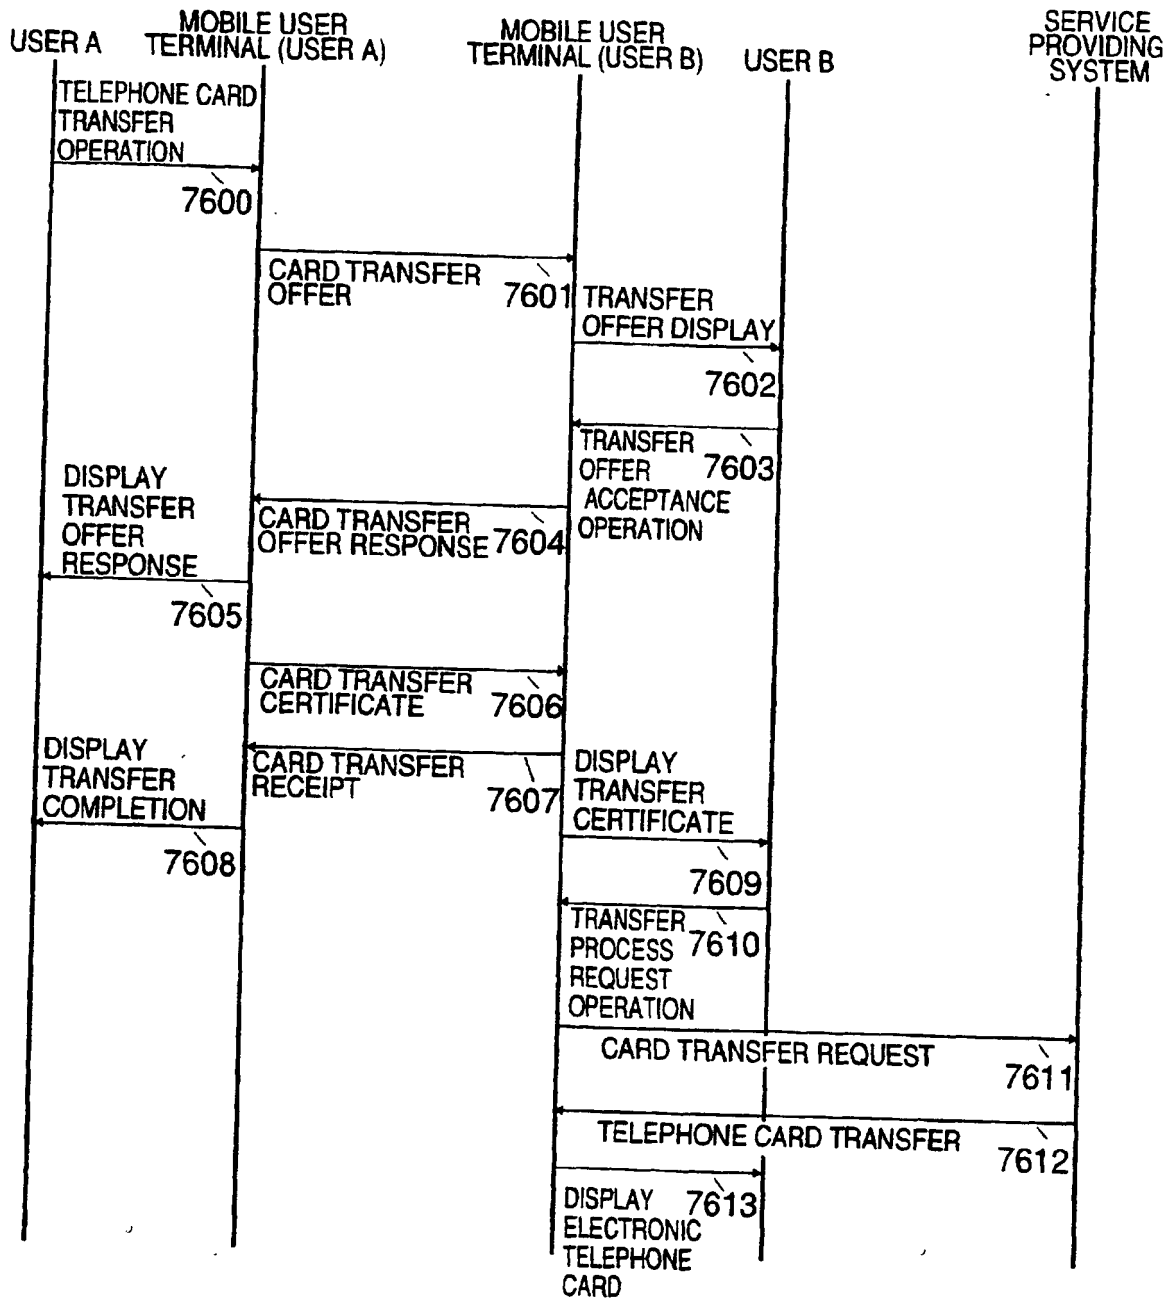 USER A
MOBILE USER
TERMINAL (USER A)
MOBILE USER
TERMINAL (USER B)
USER B
SERVICE
PROVIDING
SYSTEM
TELEPHONE CARD
TRANSFER
OPERATION
7600
CARD TRANSFER
OFFER
7601
TRANSFER
OFFER DISPLAY
7602
TRANSFER
OFFER
ACCEPTANCE
OPERATION
7603
CARD TRANSFER
OFFER RESPONSE
7604
DISPLAY
TRANSFER
OFFER
RESPONSE
7605
CARD TRANSFER
CERTIFICATE
7606
CARD TRANSFER
RECEIPT
7607
DISPLAY
TRANSFER
COMPLETION
7608
DISPLAY
TRANSFER
CERTIFICATE
7609
TRANSFER
PROCESS
REQUEST
OPERATION
7610
CARD TRANSFER REQUEST
7611
TELEPHONE CARD TRANSFER
7612
DISPLAY
ELECTRONIC
TELEPHONE
CARD
7613